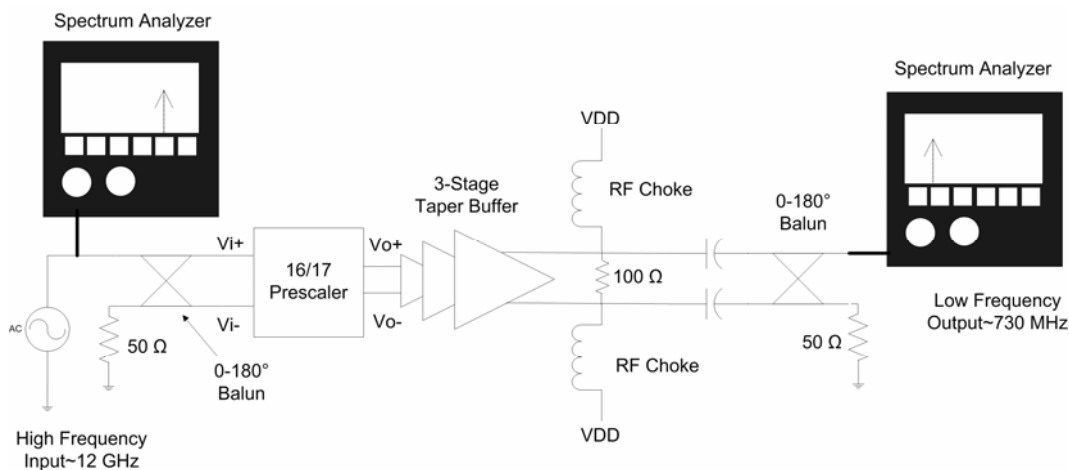 Spectrum Analyzer
Spectrum Analyzer
VDD
3-Stage
Taper Buffer
RF Choke
0-180°
Balun
Vi+
Vo+
16/17
Prescaler
100 Ω
AC
Vi-
Vo-
50 Ω
0-180°
Balun
50 Ω
Low Frequency
Output~730 MHz
RF Choke
VDD
High Frequency
Input~12 GHz